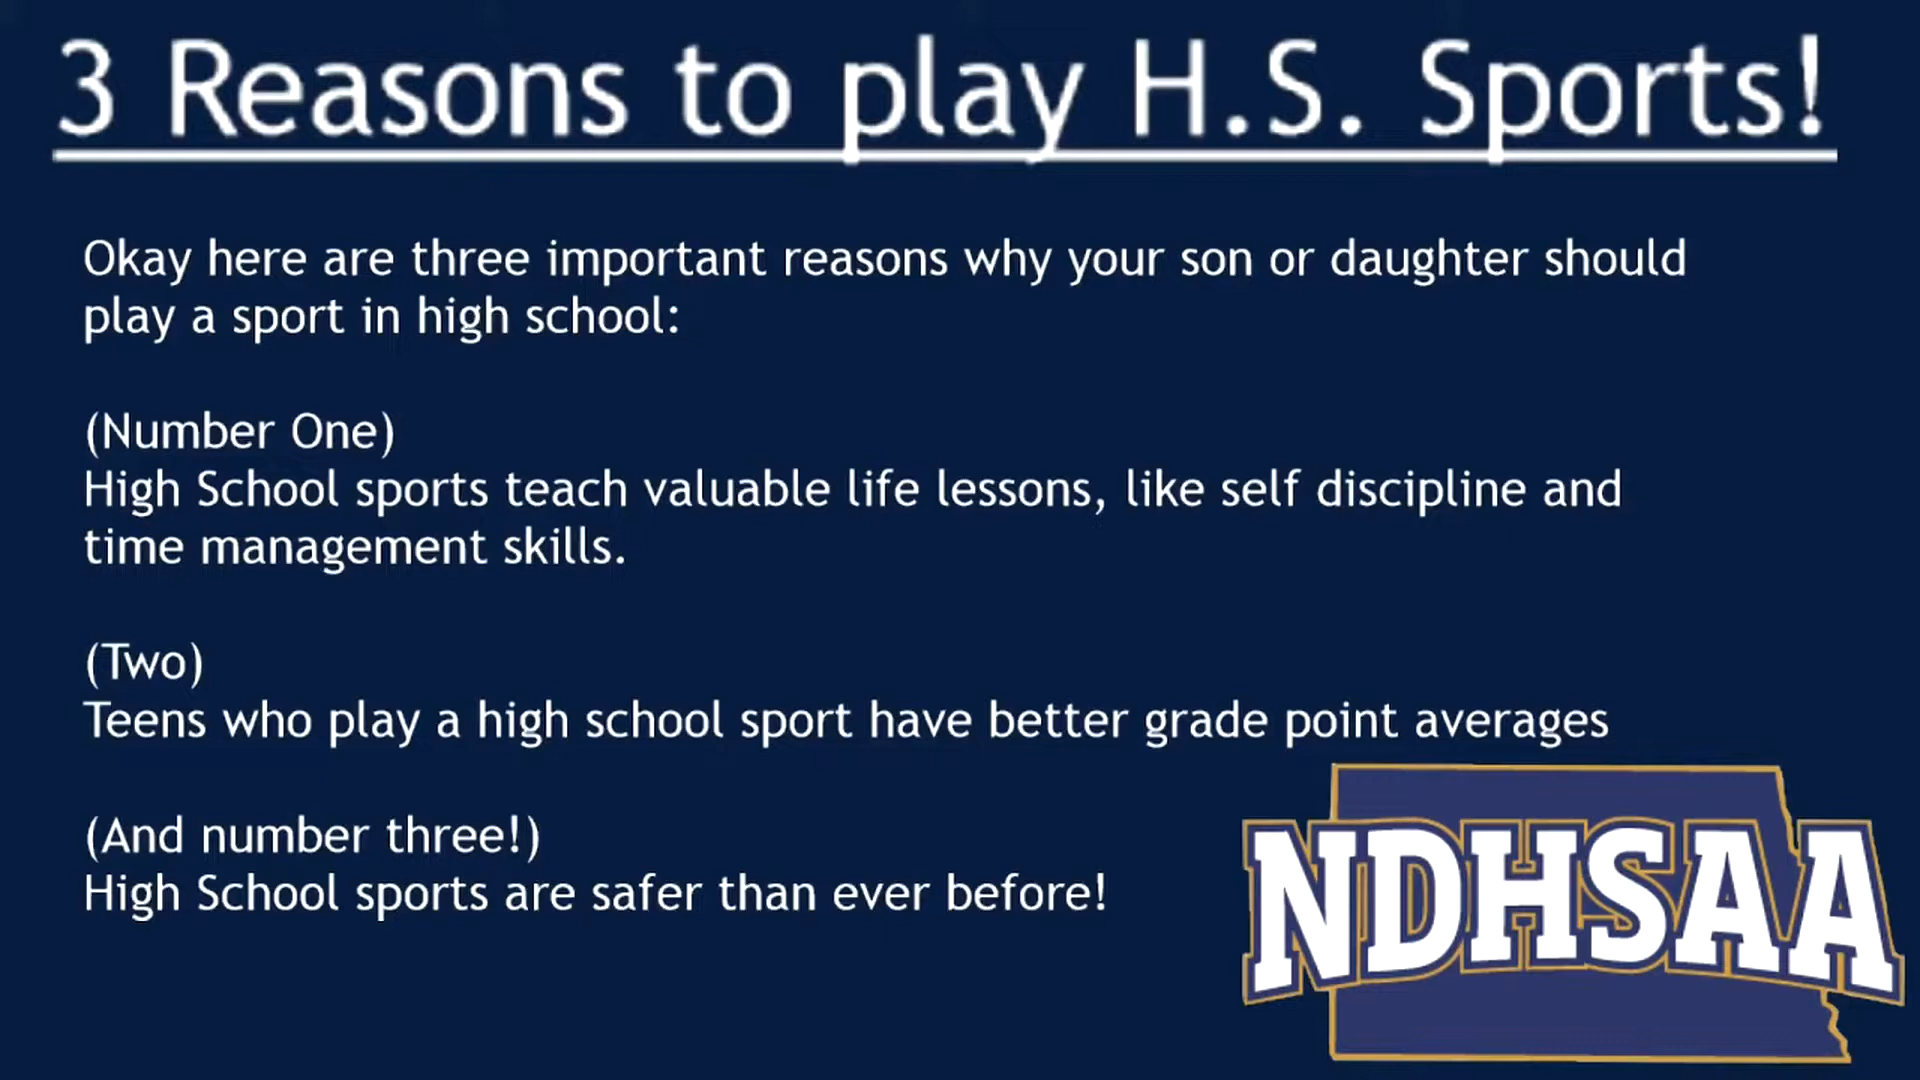 3 Reasons to play H.S. Sports!
Okay here are three important reasons why your son or daughter should
play a sport in high school:
(Number One)
High School sports teach valuable life lessons, like self discipline and
time management skills.
(Two)
Teens who play a high school sport have better grade point averages
(And number three!)
High School sports are safer than ever before!
NDHSAA